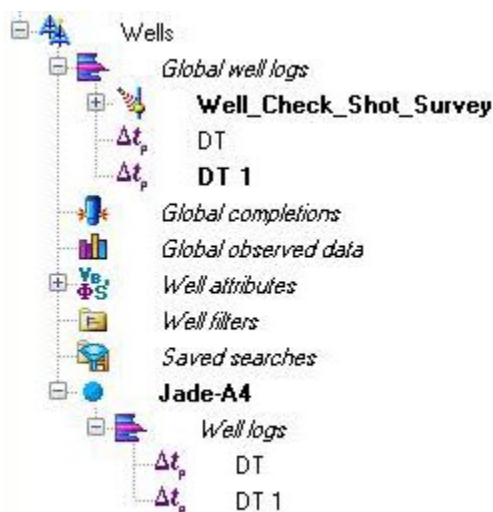 Wells
Global well logs
Well_Check_Shot_Survey
Δtₚ DT
Δtₚ DT 1
Global completions
Global observed data
Well attributes
Well filters
Saved searches
Jade-A4
Well logs
Δtₚ DT
Δtₚ DT 1